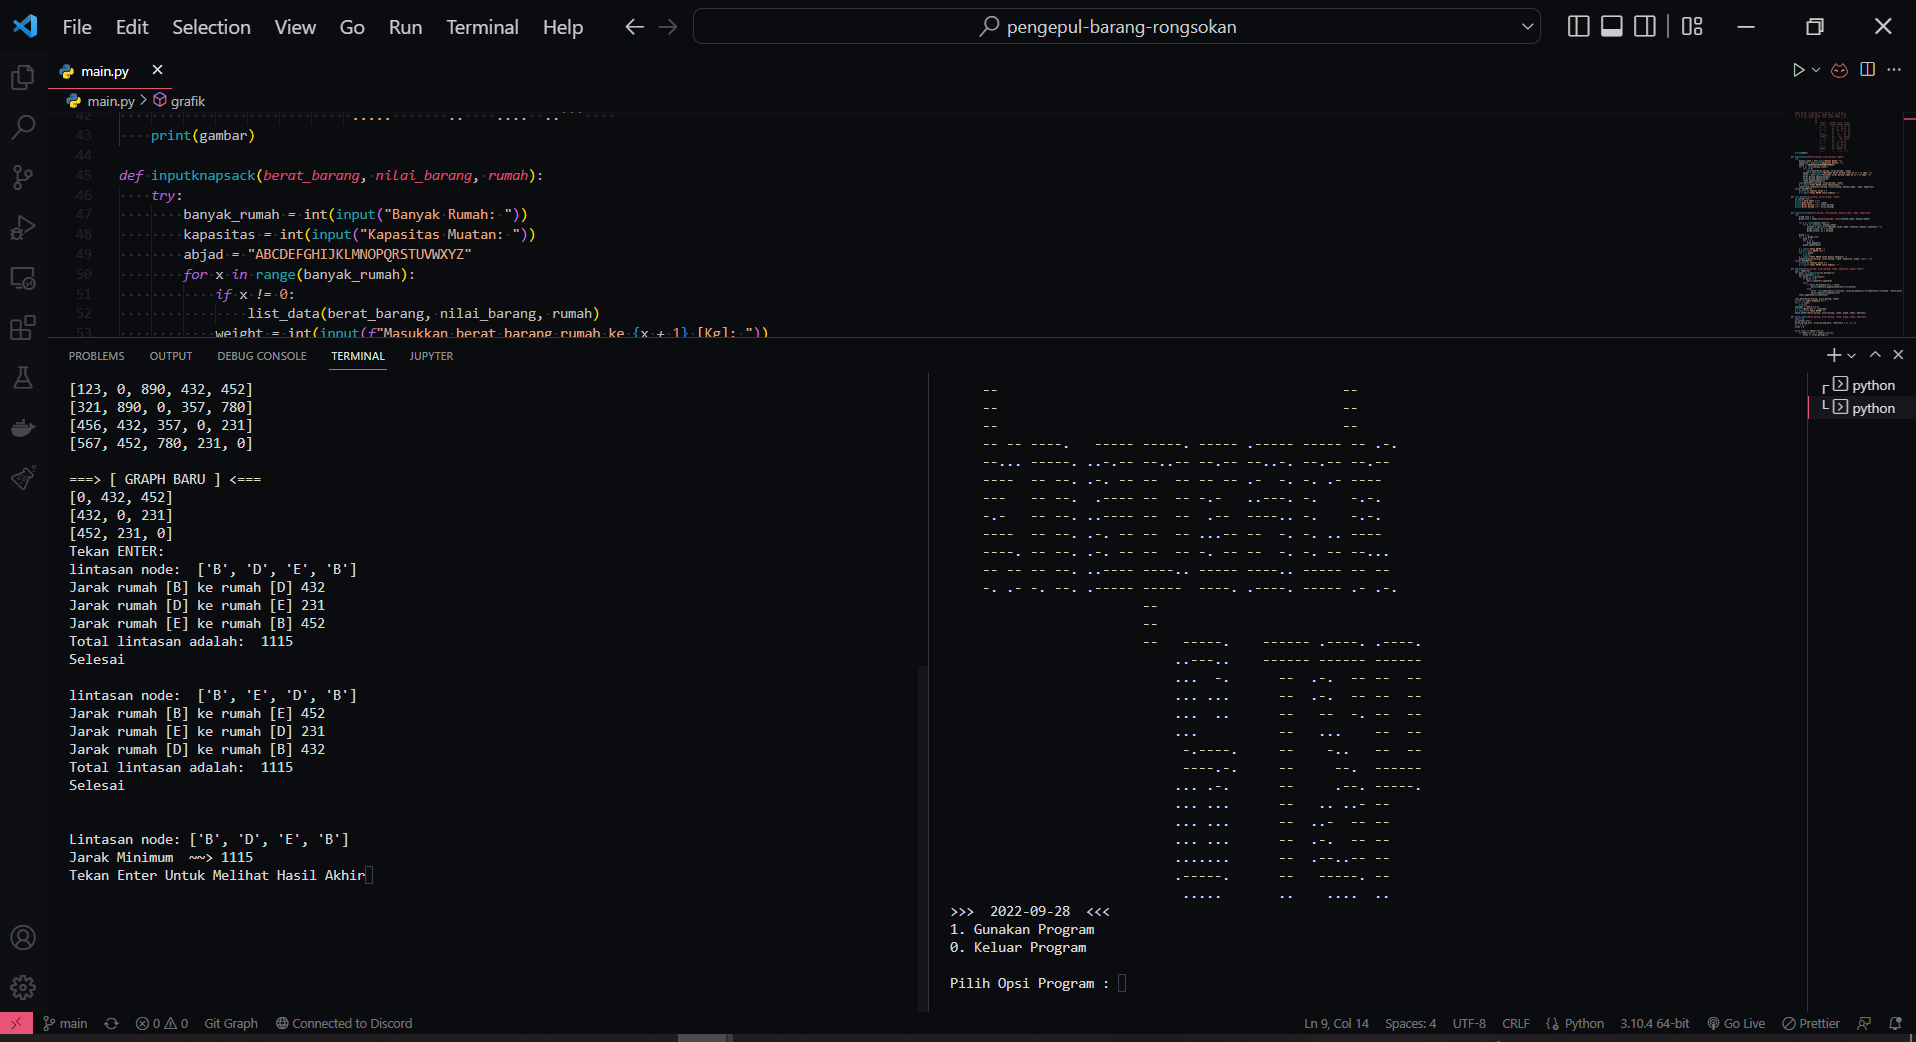 File Edit Selection View Go Run Terminal Help
pengepul-barang-rongsokan
main.py
main.py > grafik
42
43 print(gambar)
44
45 def inputknapsack(berat_barang, nilai_barang, rumah):
46 try:
47 banyak_rumah = int(input("Banyak Rumah: "))
48 kapasitas = int(input("Kapasitas Muatan: "))
49 abjad = "ABCDEFGHIJKLMNOPQRSTUVWXYZ"
50 for x in range(banyak_rumah):
51 if x != 0:
52 list_data(berat_barang, nilai_barang, rumah)
53 weight = int(input(f"Masukkan berat barang rumah ke {x + 1} [Kg]: "))
PROBLEMS OUTPUT DEBUG CONSOLE TERMINAL JUPYTER
[123, 0, 890, 432, 452]
[321, 890, 0, 357, 780]
[456, 432, 357, 0, 231]
[567, 452, 780, 231, 0]
===> [ GRAPH BARU ] <===
[0, 432, 452]
[432, 0, 231]
[452, 231, 0]
Tekan ENTER:
lintasan node:  ['B', 'D', 'E', 'B']
Jarak rumah [B] ke rumah [D] 432
Jarak rumah [D] ke rumah [E] 231
Jarak rumah [E] ke rumah [B] 452
Total lintasan adalah:  1115
Selesai
lintasan node:  ['B', 'E', 'D', 'B']
Jarak rumah [B] ke rumah [E] 452
Jarak rumah [E] ke rumah [D] 231
Jarak rumah [D] ke rumah [B] 432
Total lintasan adalah:  1115
Selesai
Lintasan node: ['B', 'D', 'E', 'B']
Jarak Minimum  ~~> 1115
Tekan Enter Untuk Melihat Hasil Akhir
>>>  2022-09-28  <<<
1. Gunakan Program
0. Keluar Program
Pilih Opsi Program :
python
python
main 0 0 Git Graph Connected to Discord
Ln 9, Col 14 Spaces: 4 UTF-8 CRLF Python 3.10.4 64-bit Go Live Prettier